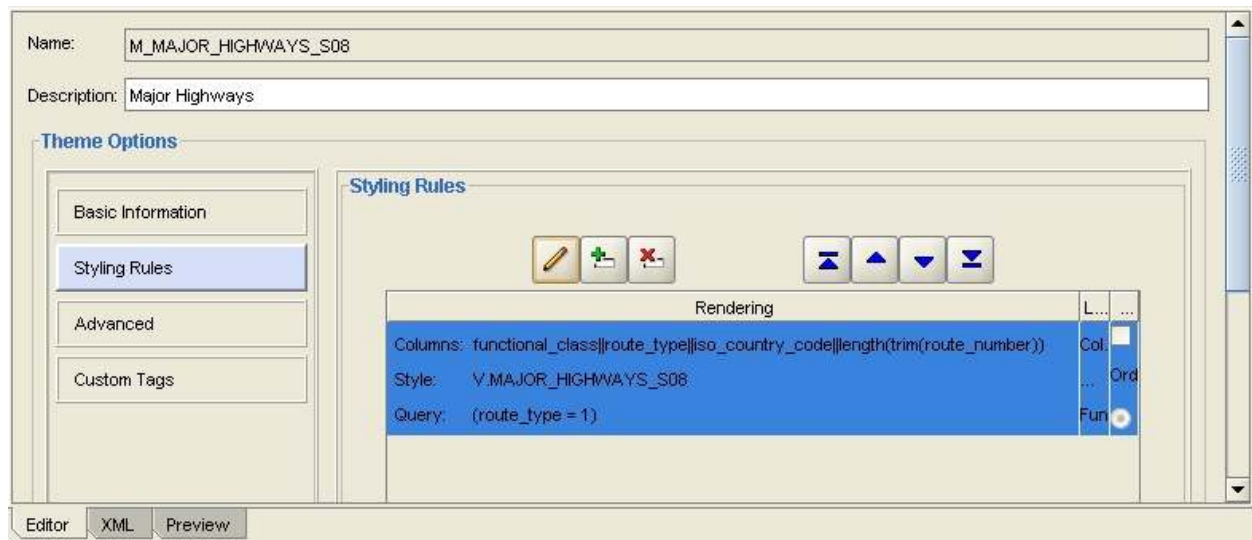 Name: M_MAJOR_HIGHWAYS_S08
Description: Major Highways
Theme Options
Basic Information
Styling Rules
Advanced
Custom Tags
Styling Rules
Rendering L... ...
Columns: functional_class||route_type||iso_country_code||length(trim(route_number)) Col.
Style: V.MAJOR_HIGHWAYS_S08 ... Ord
Query: (route_type = 1) Fun
Editor XML Preview